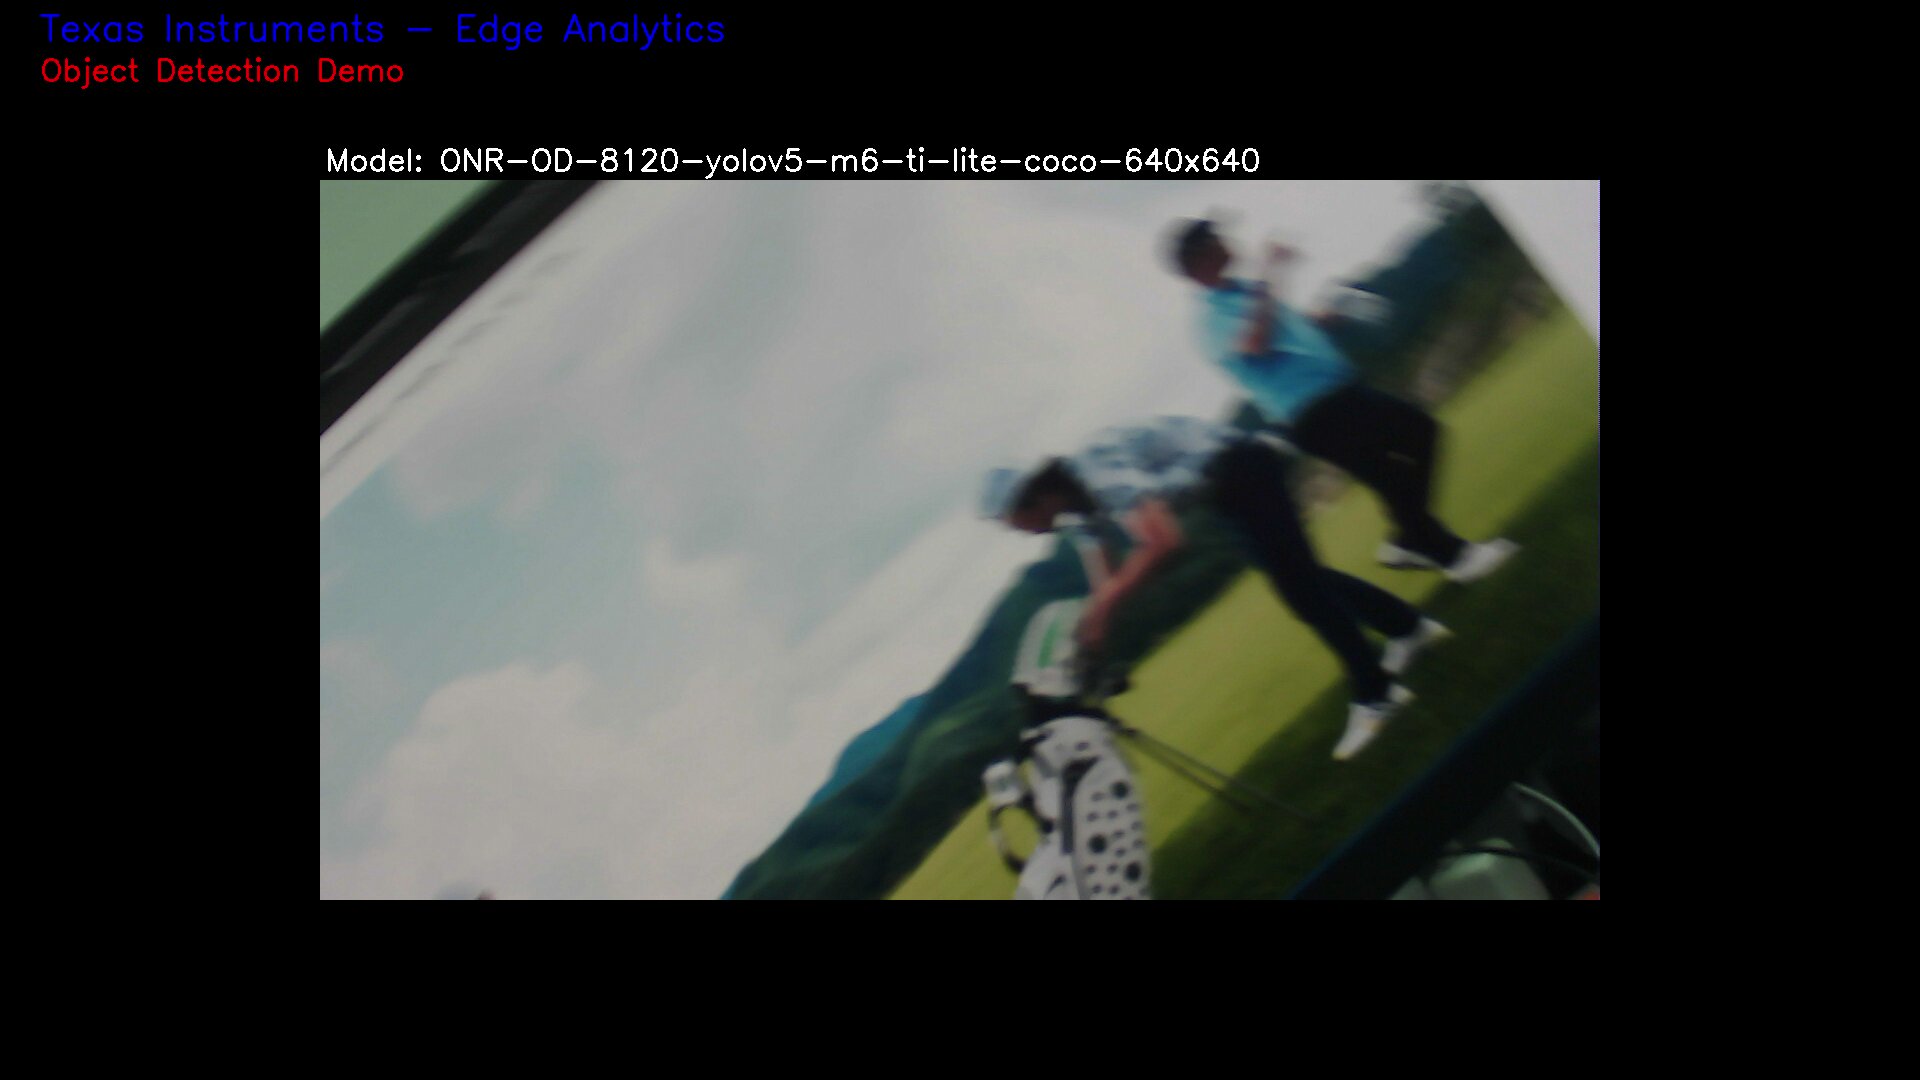 Texas Instruments - Edge Analytics
Object Detection Demo
Model: ONR-OD-8120-yolov5-m6-ti-lite-coco-640x640